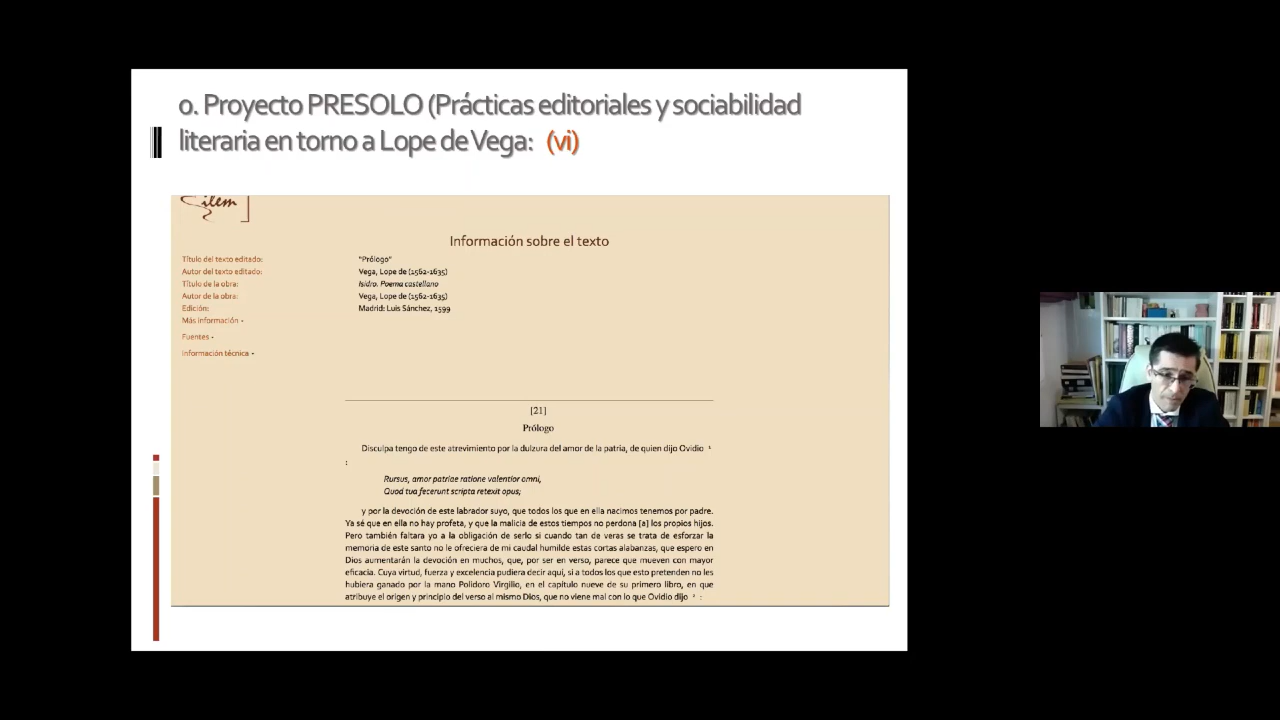 0. Proyecto PRESOLO (Prácticas editoriales y sociabilidad
literaria en torno a Lope de Vega: (vi)
ilem
Información sobre el texto
Título del texto editado: "Prólogo"
Autor del texto editado: Vega, Lope de (1562-1635)
Título de la obra: Isidro. Poema castellano
Autor de la obra: Vega, Lope de (1562-1635)
Edición: Madrid: Luis Sánchez, 1599
Más información
Fuentes
Información técnica
[21]
Prólogo
Disculpa tengo de este atrevimiento por la dulzura del amor de la patria, de quien dijo Ovidio 1
:
Rursus, amor patriae ratione valentior omni,
Quod tua fecerunt scripta retexit opus;
y por la devoción de este labrador suyo, que todos los que en ella nacimos tenemos por padre.
Ya sé que en ella no hay profeta, y que la malicia de estos tiempos no perdona [a] los propios hijos.
Pero también faltara yo a la obligación de serlo si cuando tan de veras se trata de esforzar la
memoria de este santo no le ofreciera de mi caudal humilde estas cortas alabanzas, que espero en
Dios aumentarán la devoción en muchos, que, por ser en verso, parece que mueven con mayor
eficacia. Cuya virtud, fuerza y excelencia pudiera decir aquí, si a todos los que esto pretenden no les
hubiera ganado por la mano Polidoro Virgilio, en el capítulo nueve de su primero libro, en que
atribuye el origen y principio del verso al mismo Dios, que no viene mal con lo que Ovidio dijo 2 :